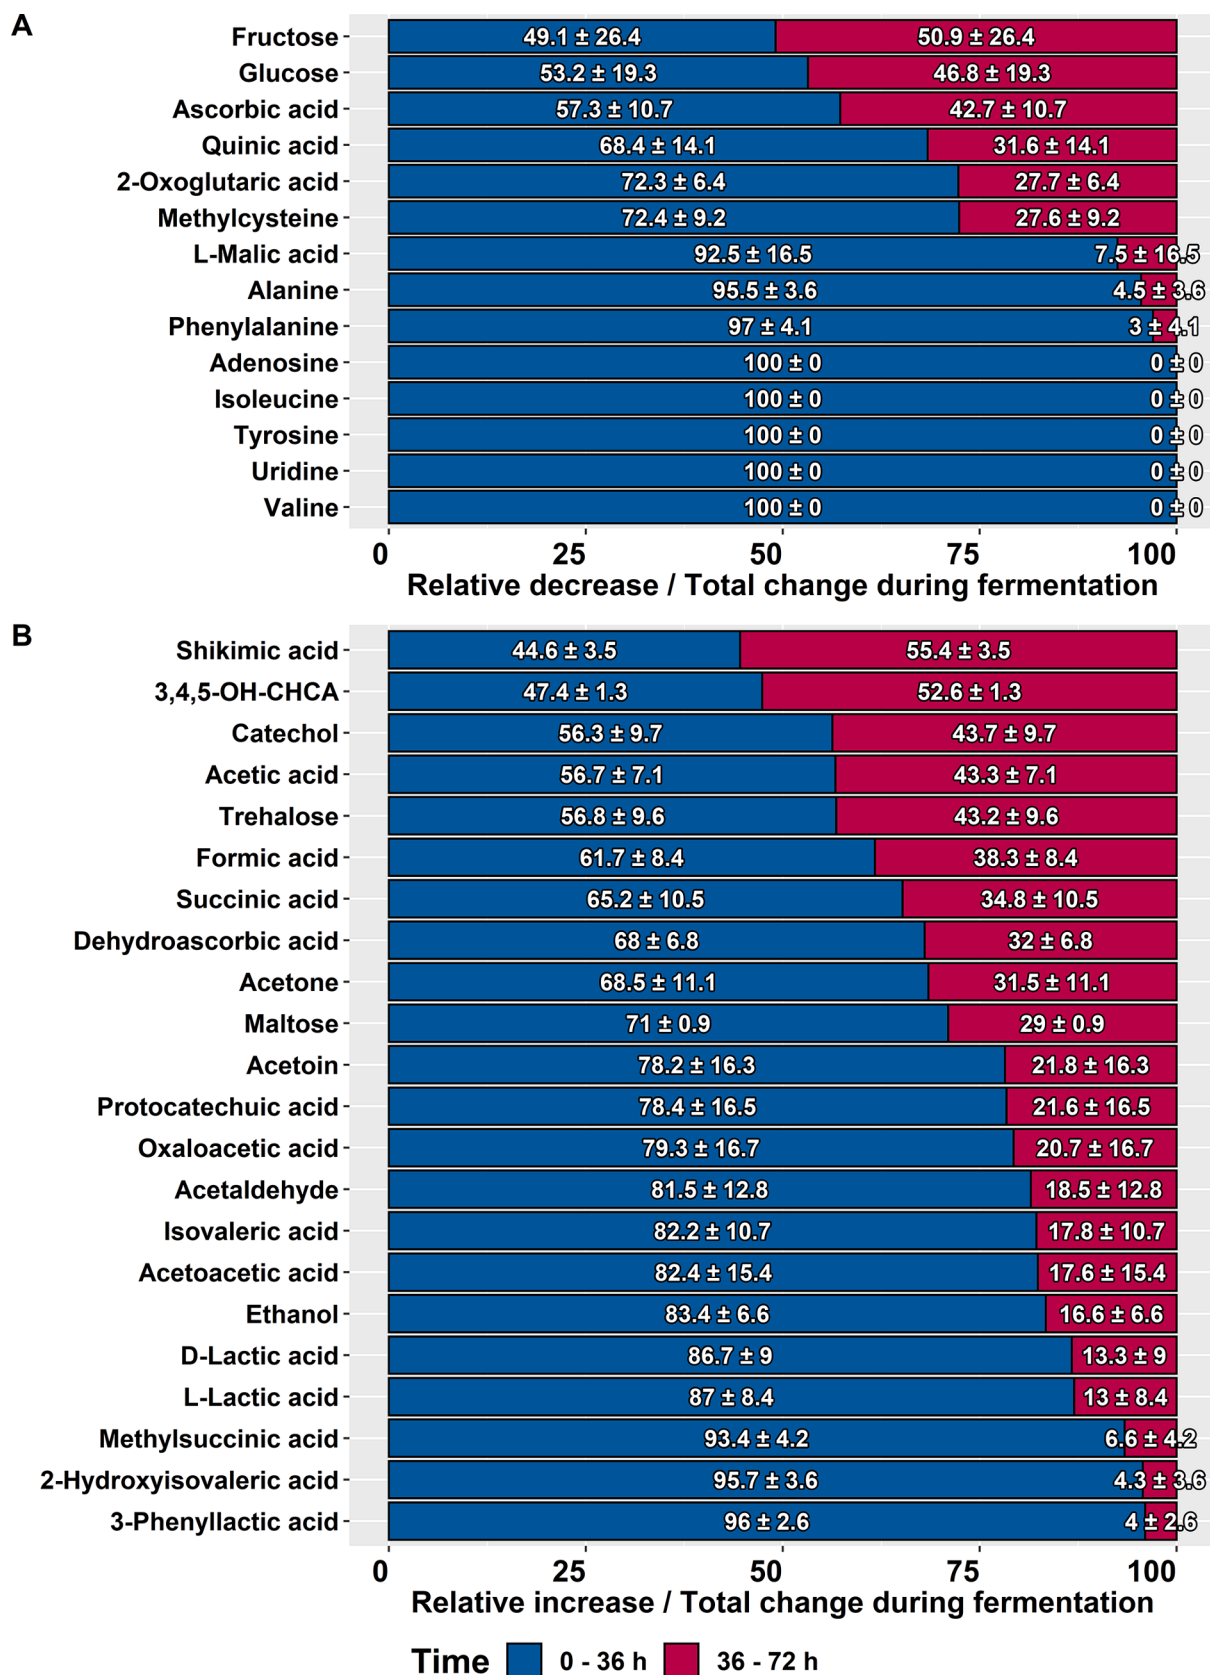 A
Fructose 49.1 ± 26.4 50.9 ± 26.4
Glucose 53.2 ± 19.3 46.8 ± 19.3
Ascorbic acid 57.3 ± 10.7 42.7 ± 10.7
Quinic acid 68.4 ± 14.1 31.6 ± 14.1
2-Oxoglutaric acid 72.3 ± 6.4 27.7 ± 6.4
Methylcysteine 72.4 ± 9.2 27.6 ± 9.2
L-Malic acid 92.5 ± 16.5 7.5 ± 16.5
Alanine 95.5 ± 3.6 4.5 ± 3.6
Phenylalanine 97 ± 4.1 3 ± 4.1
Adenosine 100 ± 0 0 ± 0
Isoleucine 100 ± 0 0 ± 0
Tyrosine 100 ± 0 0 ± 0
Uridine 100 ± 0 0 ± 0
Valine 100 ± 0 0 ± 0
0 25 50 75 100
Relative decrease / Total change during fermentation
B
Shikimic acid 44.6 ± 3.5 55.4 ± 3.5
3,4,5-OH-CHCA 47.4 ± 1.3 52.6 ± 1.3
Catechol 56.3 ± 9.7 43.7 ± 9.7
Acetic acid 56.7 ± 7.1 43.3 ± 7.1
Trehalose 56.8 ± 9.6 43.2 ± 9.6
Formic acid 61.7 ± 8.4 38.3 ± 8.4
Succinic acid 65.2 ± 10.5 34.8 ± 10.5
Dehydroascorbic acid 68 ± 6.8 32 ± 6.8
Acetone 68.5 ± 11.1 31.5 ± 11.1
Maltose 71 ± 0.9 29 ± 0.9
Acetoin 78.2 ± 16.3 21.8 ± 16.3
Protocatechuic acid 78.4 ± 16.5 21.6 ± 16.5
Oxaloacetic acid 79.3 ± 16.7 20.7 ± 16.7
Acetaldehyde 81.5 ± 12.8 18.5 ± 12.8
Isovaleric acid 82.2 ± 10.7 17.8 ± 10.7
Acetoacetic acid 82.4 ± 15.4 17.6 ± 15.4
Ethanol 83.4 ± 6.6 16.6 ± 6.6
D-Lactic acid 86.7 ± 9 13.3 ± 9
L-Lactic acid 87 ± 8.4 13 ± 8.4
Methylsuccinic acid 93.4 ± 4.2 6.6 ± 4.2
2-Hydroxyisovaleric acid 95.7 ± 3.6 4.3 ± 3.6
3-Phenyllactic acid 96 ± 2.6 4 ± 2.6
0 25 50 75 100
Relative increase / Total change during fermentation
Time 0 - 36 h 36 - 72 h